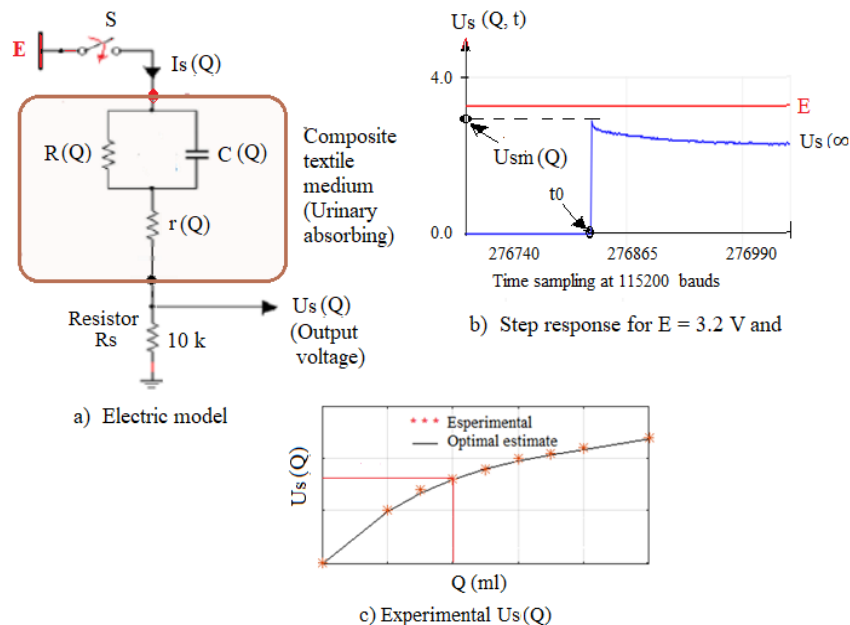 S
E
Is (Q)
R (Q)
C (Q)
r (Q)
Composite
textile
medium
(Urinary
absorbing)
Us (Q)
(Output
voltage)
Resistor
Rs
10 k
a) Electric model
Us (Q, t)
4.0
E
Usṁ (Q)
Us (∞
t0
0.0
276740
276865
276990
Time sampling at 115200 bauds
b) Step response for E = 3.2 V and
Esperimental
Optimal estimate
Us (Q)
Q (ml)
c) Experimental Us (Q)